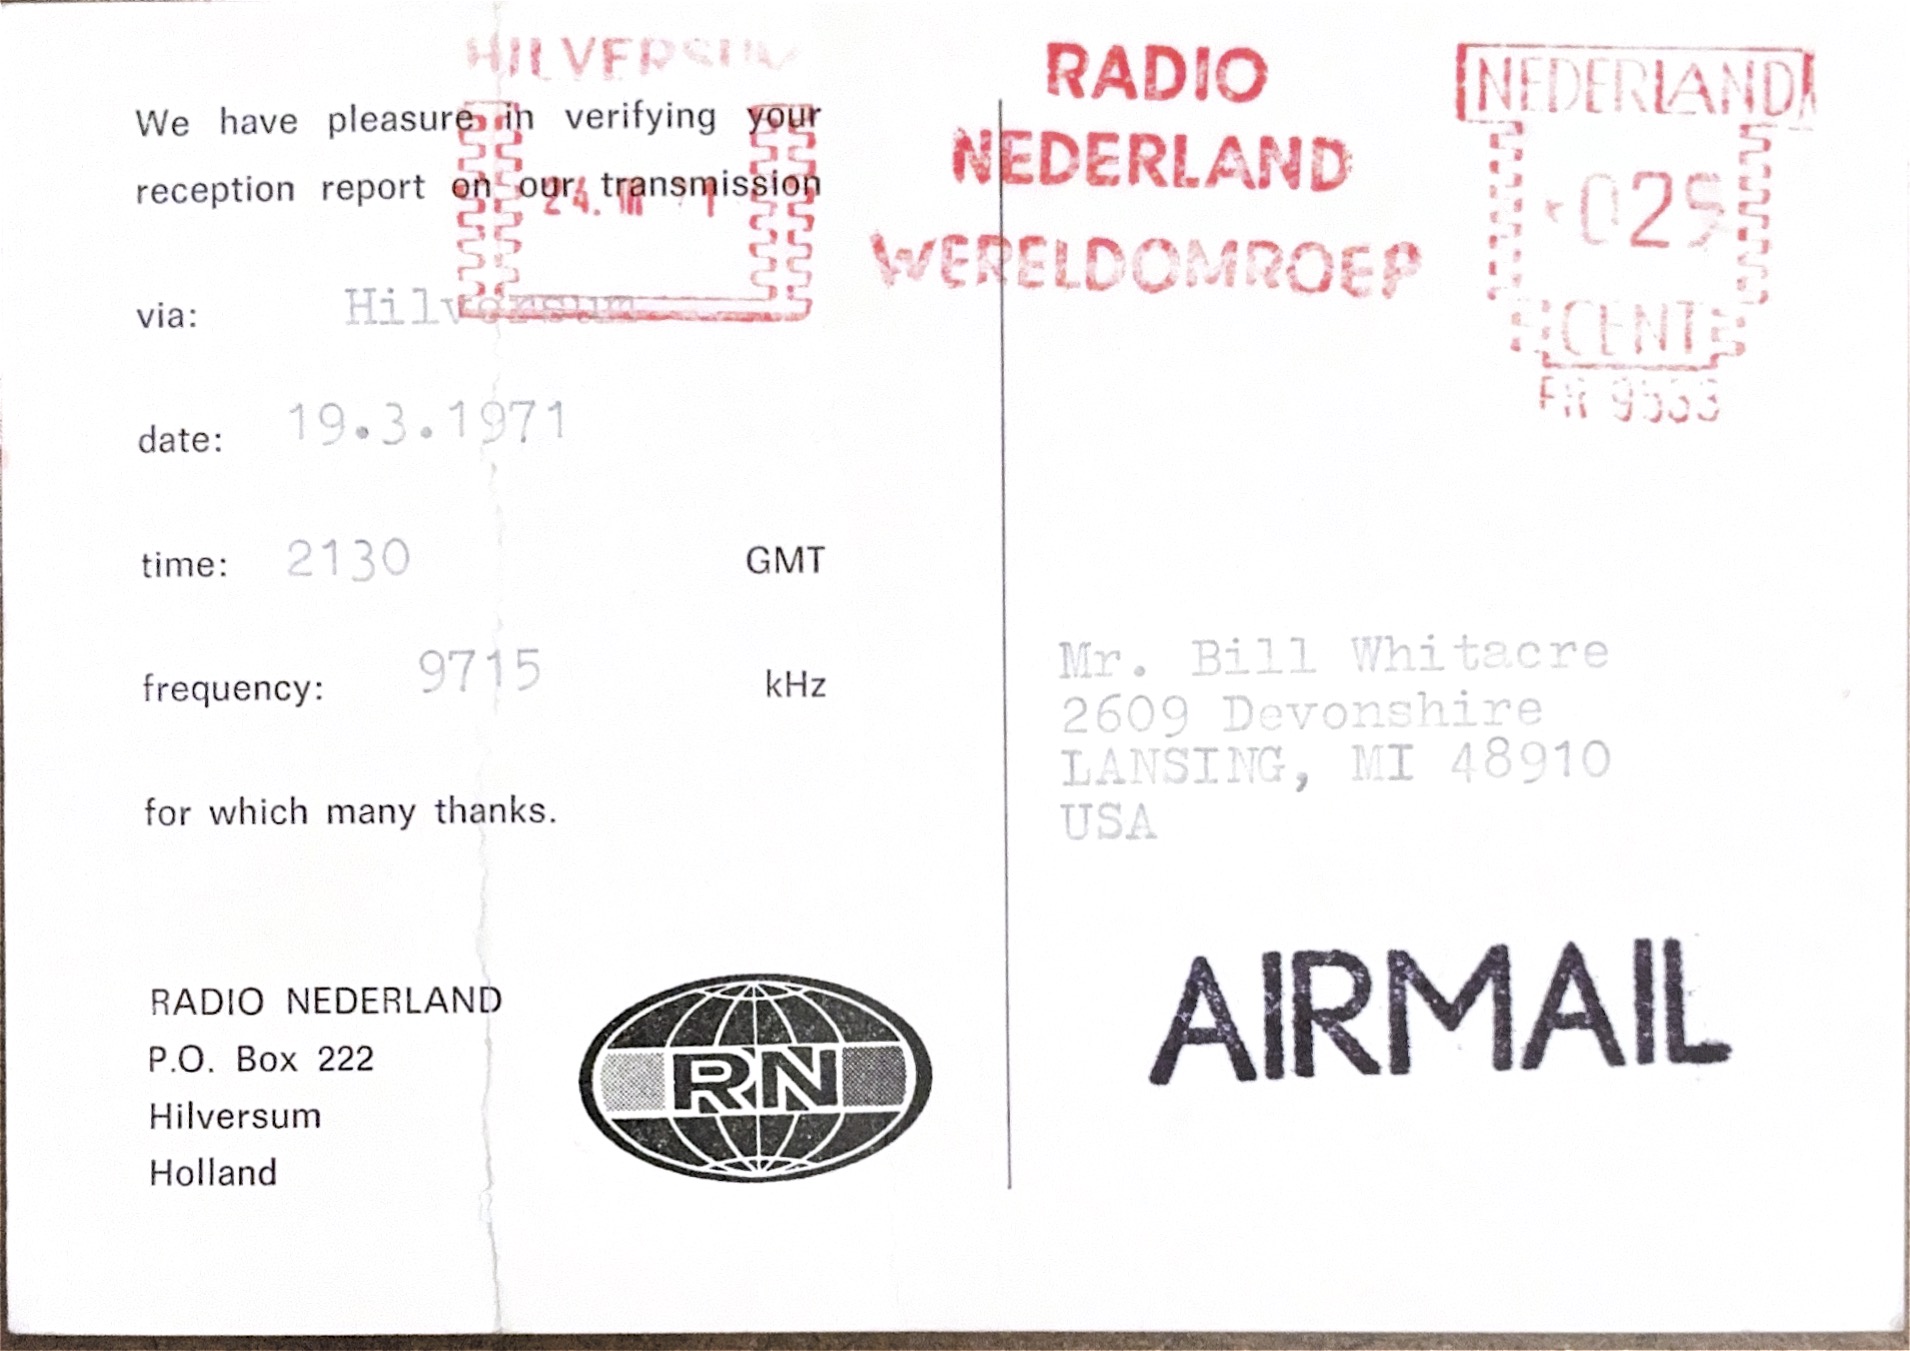 HILVERSUM
We have pleasure in verifying your
reception report on our transmission
24. III
via: Hilversum
date: 19.3.1971
time: 2130 GMT
frequency: 9715 kHz
for which many thanks.
RADIO NEDERLAND
P.O. Box 222
Hilversum
Holland
RN
RADIO
NEDERLAND
WERELDOMROEP
NEDERLAND
025
CENT
Mr. Bill Whitacre
2609 Devonshire
LANSING, MI 48910
USA
AIRMAIL